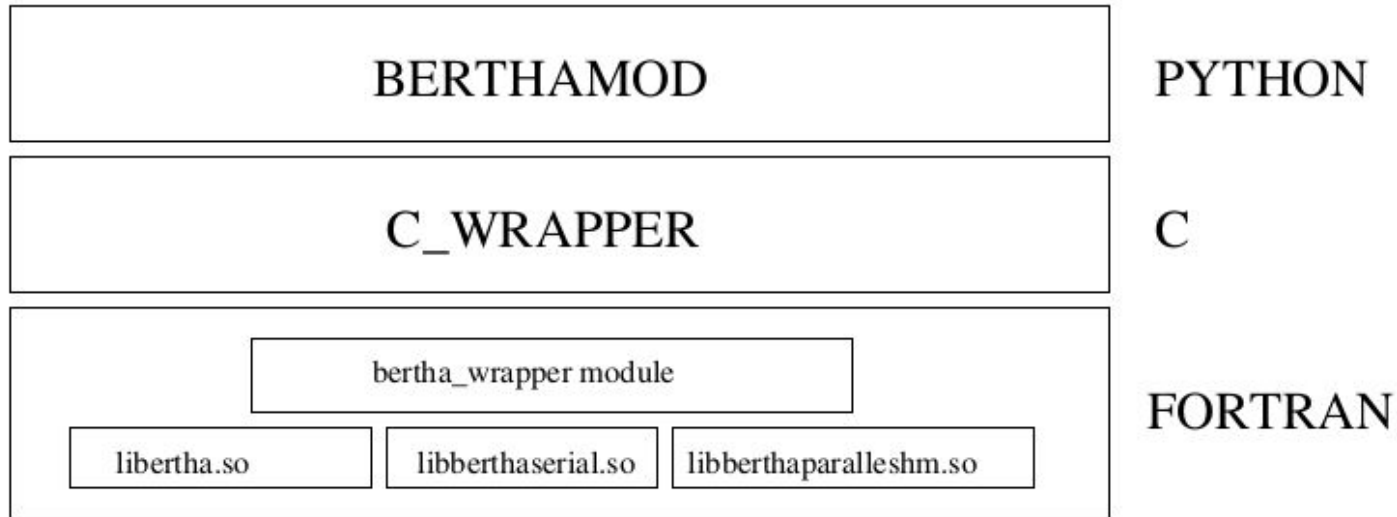 BERTHAMOD
PYTHON
C_WRAPPER
C
bertha_wrapper module
FORTRAN
libertha.so
libberthaserial.so
libberthaparalleshm.so